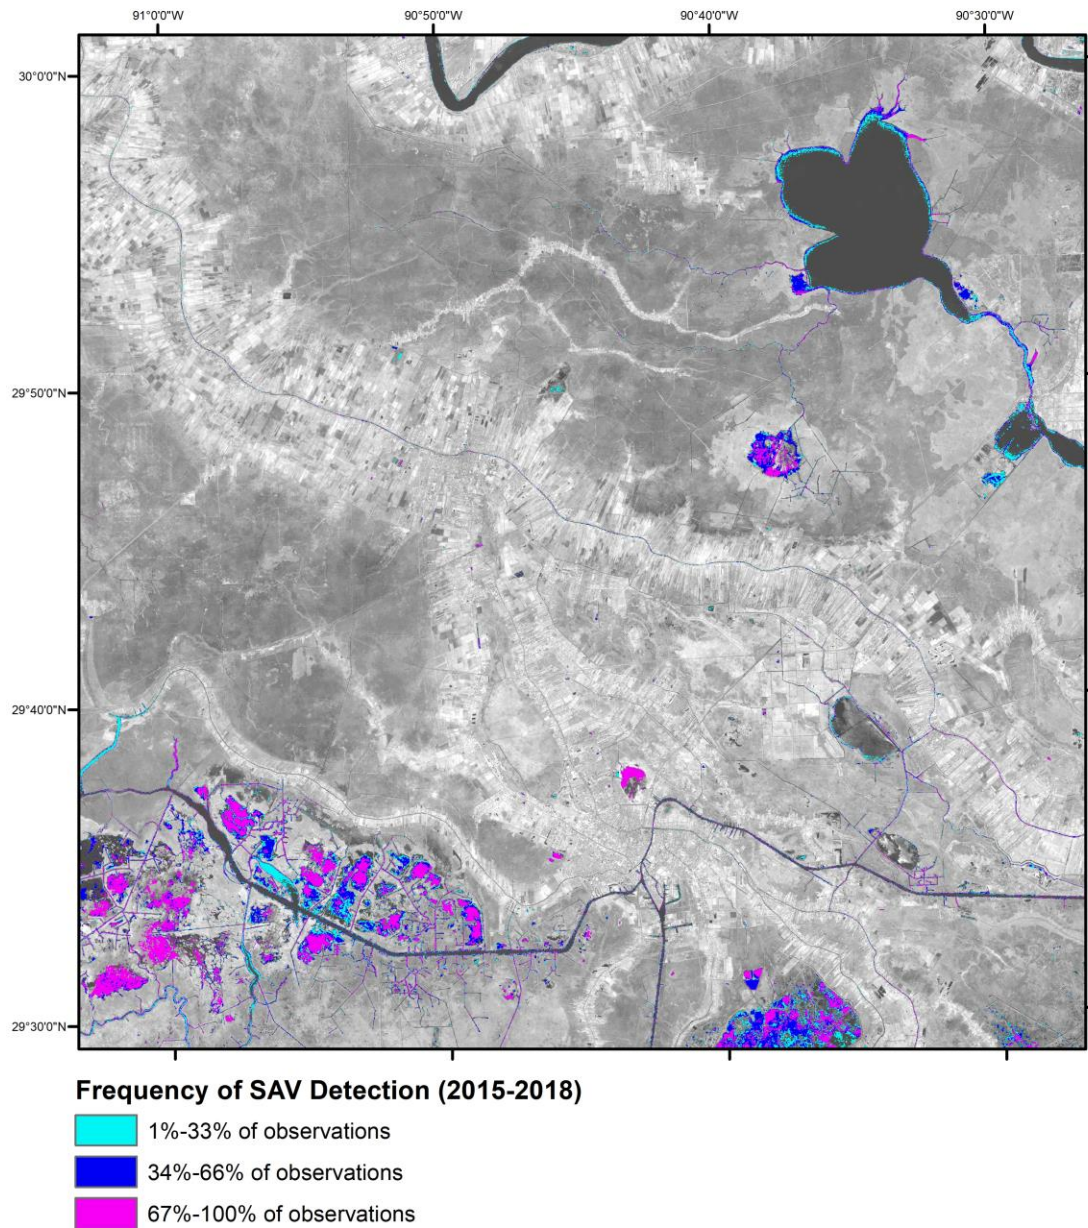 91°0'0"W 90°50'0"W 90°40'0"W 90°30'0"W
30°0'0"N
29°50'0"N
29°40'0"N
29°30'0"N
Frequency of SAV Detection (2015-2018)
1%-33% of observations
34%-66% of observations
67%-100% of observations